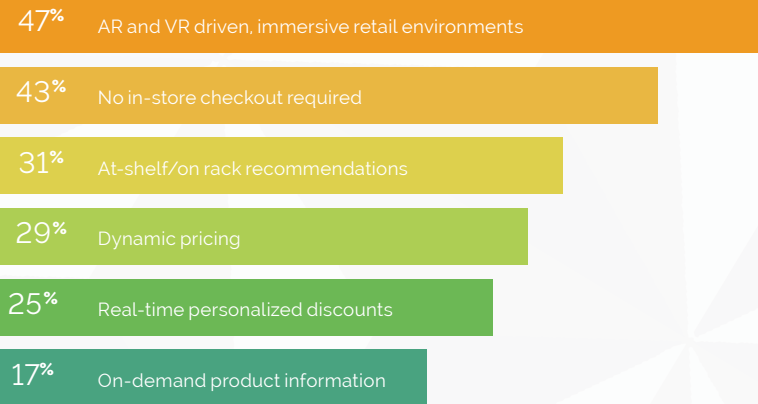 47% AR and VR driven, immersive retail environments
43% No in-store checkout required
31% At-shelf/on rack recommendations
29% Dynamic pricing
25% Real-time personalized discounts
17% On-demand product information